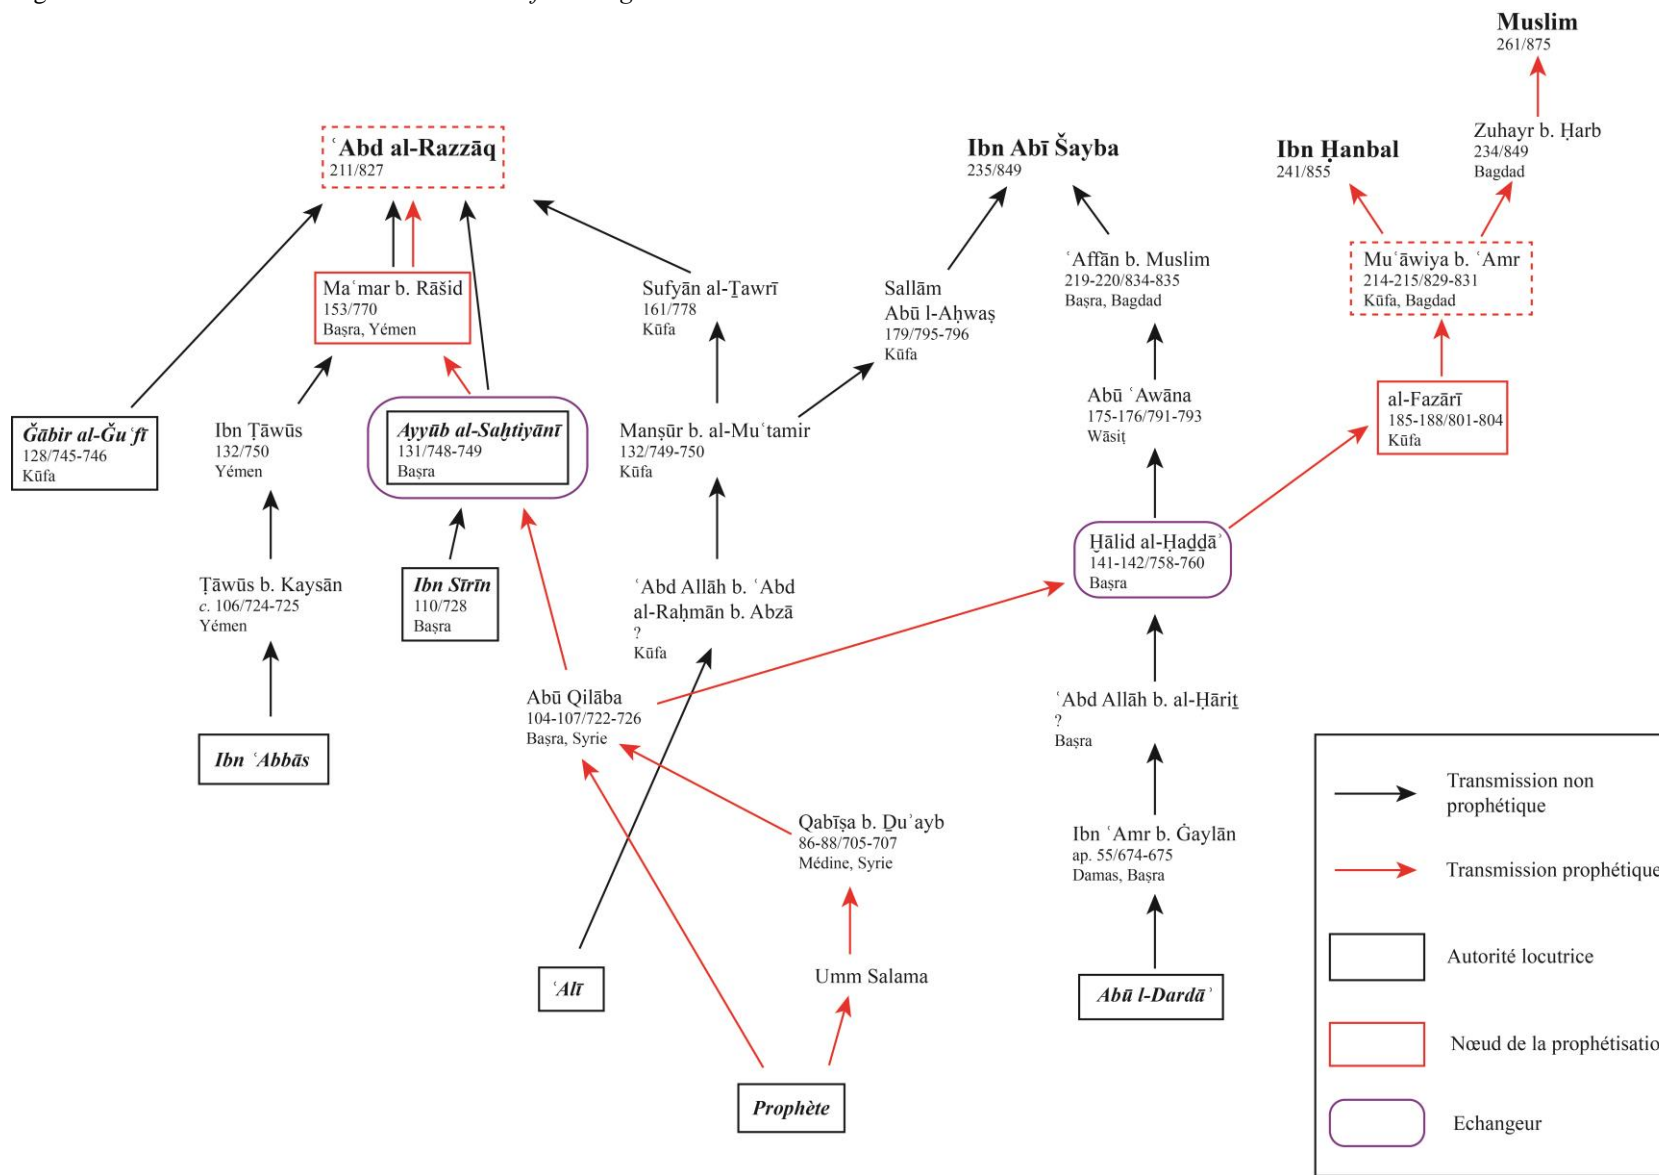 Muslim
261/875
Zuhayr b. Ḥarb
234/849
Bagdad
ʿAbd al-Razzāq
211/827
Ibn Abī Šayba
235/849
Ibn Ḥanbal
241/855
Maʿmar b. Rāšid
153/770
Baṣra, Yémen
Sufyān al-Ṯawrī
161/778
Kūfa
Sallām
Abū l-Aḥwaṣ
179/795-796
Kūfa
ʿAffān b. Muslim
219-220/834-835
Baṣra, Bagdad
Muʿāwiya b. ʿAmr
214-215/829-831
Kūfa, Bagdad
Ǧābir al-Ǧuʿfī
128/745-746
Kūfa
Ibn Ṭāwūs
132/750
Yémen
Ayyūb al-Saḫtiyānī
131/748-749
Baṣra
Manṣūr b. al-Muʿtamir
132/749-750
Kūfa
Abū ʿAwāna
175-176/791-793
Wāsiṭ
al-Fazārī
185-188/801-804
Kūfa
Ṭāwūs b. Kaysān
c. 106/724-725
Yémen
Ibn Sīrīn
110/728
Baṣra
ʿAbd Allāh b. ʿAbd
al-Raḥmān b. Abzā
?
Kūfa
Ḫālid al-Ḥaḏḏāʾ
141-142/758-760
Baṣra
Ibn ʿAbbās
Abū Qilāba
104-107/722-726
Baṣra, Syrie
ʿAbd Allāh b. al-Ḥāriṯ
?
Baṣra
Qabīṣa b. Ḏuʾayb
86-88/705-707
Médine, Syrie
Ibn ʿAmr b. Ġaylān
ap. 55/674-675
Damas, Baṣra
ʿAlī
Umm Salama
Abū l-Dardāʾ
Prophète
Transmission non
prophétique
Transmission prophétique
Autorité locutrice
Nœud de la prophétisatio
Echangeur